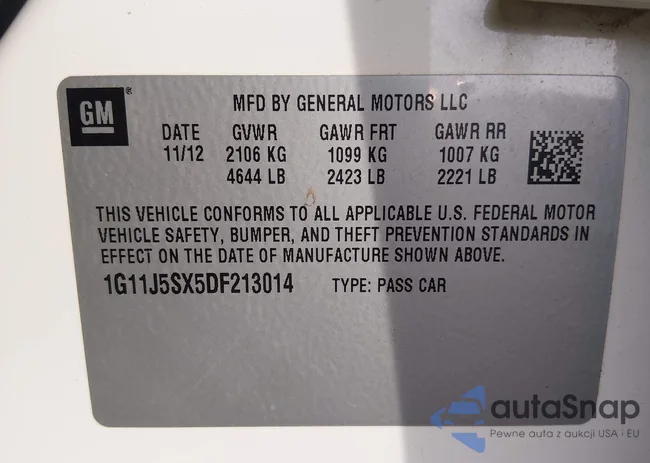 GM ®
MFD BY GENERAL MOTORS LLC
DATE GVWR GAWR FRT GAWR RR
11/12 2106 KG 1099 KG 1007 KG
4644 LB 2423 LB 2221 LB
THIS VEHICLE CONFORMS TO ALL APPLICABLE U.S. FEDERAL MOTOR
VEHICLE SAFETY, BUMPER, AND THEFT PREVENTION STANDARDS IN
EFFECT ON THE DATE OF MANUFACTURE SHOWN ABOVE.
1G11J5SX5DF213014 TYPE: PASS CAR
autaSnap
Pewne auta z aukcji USA i EU